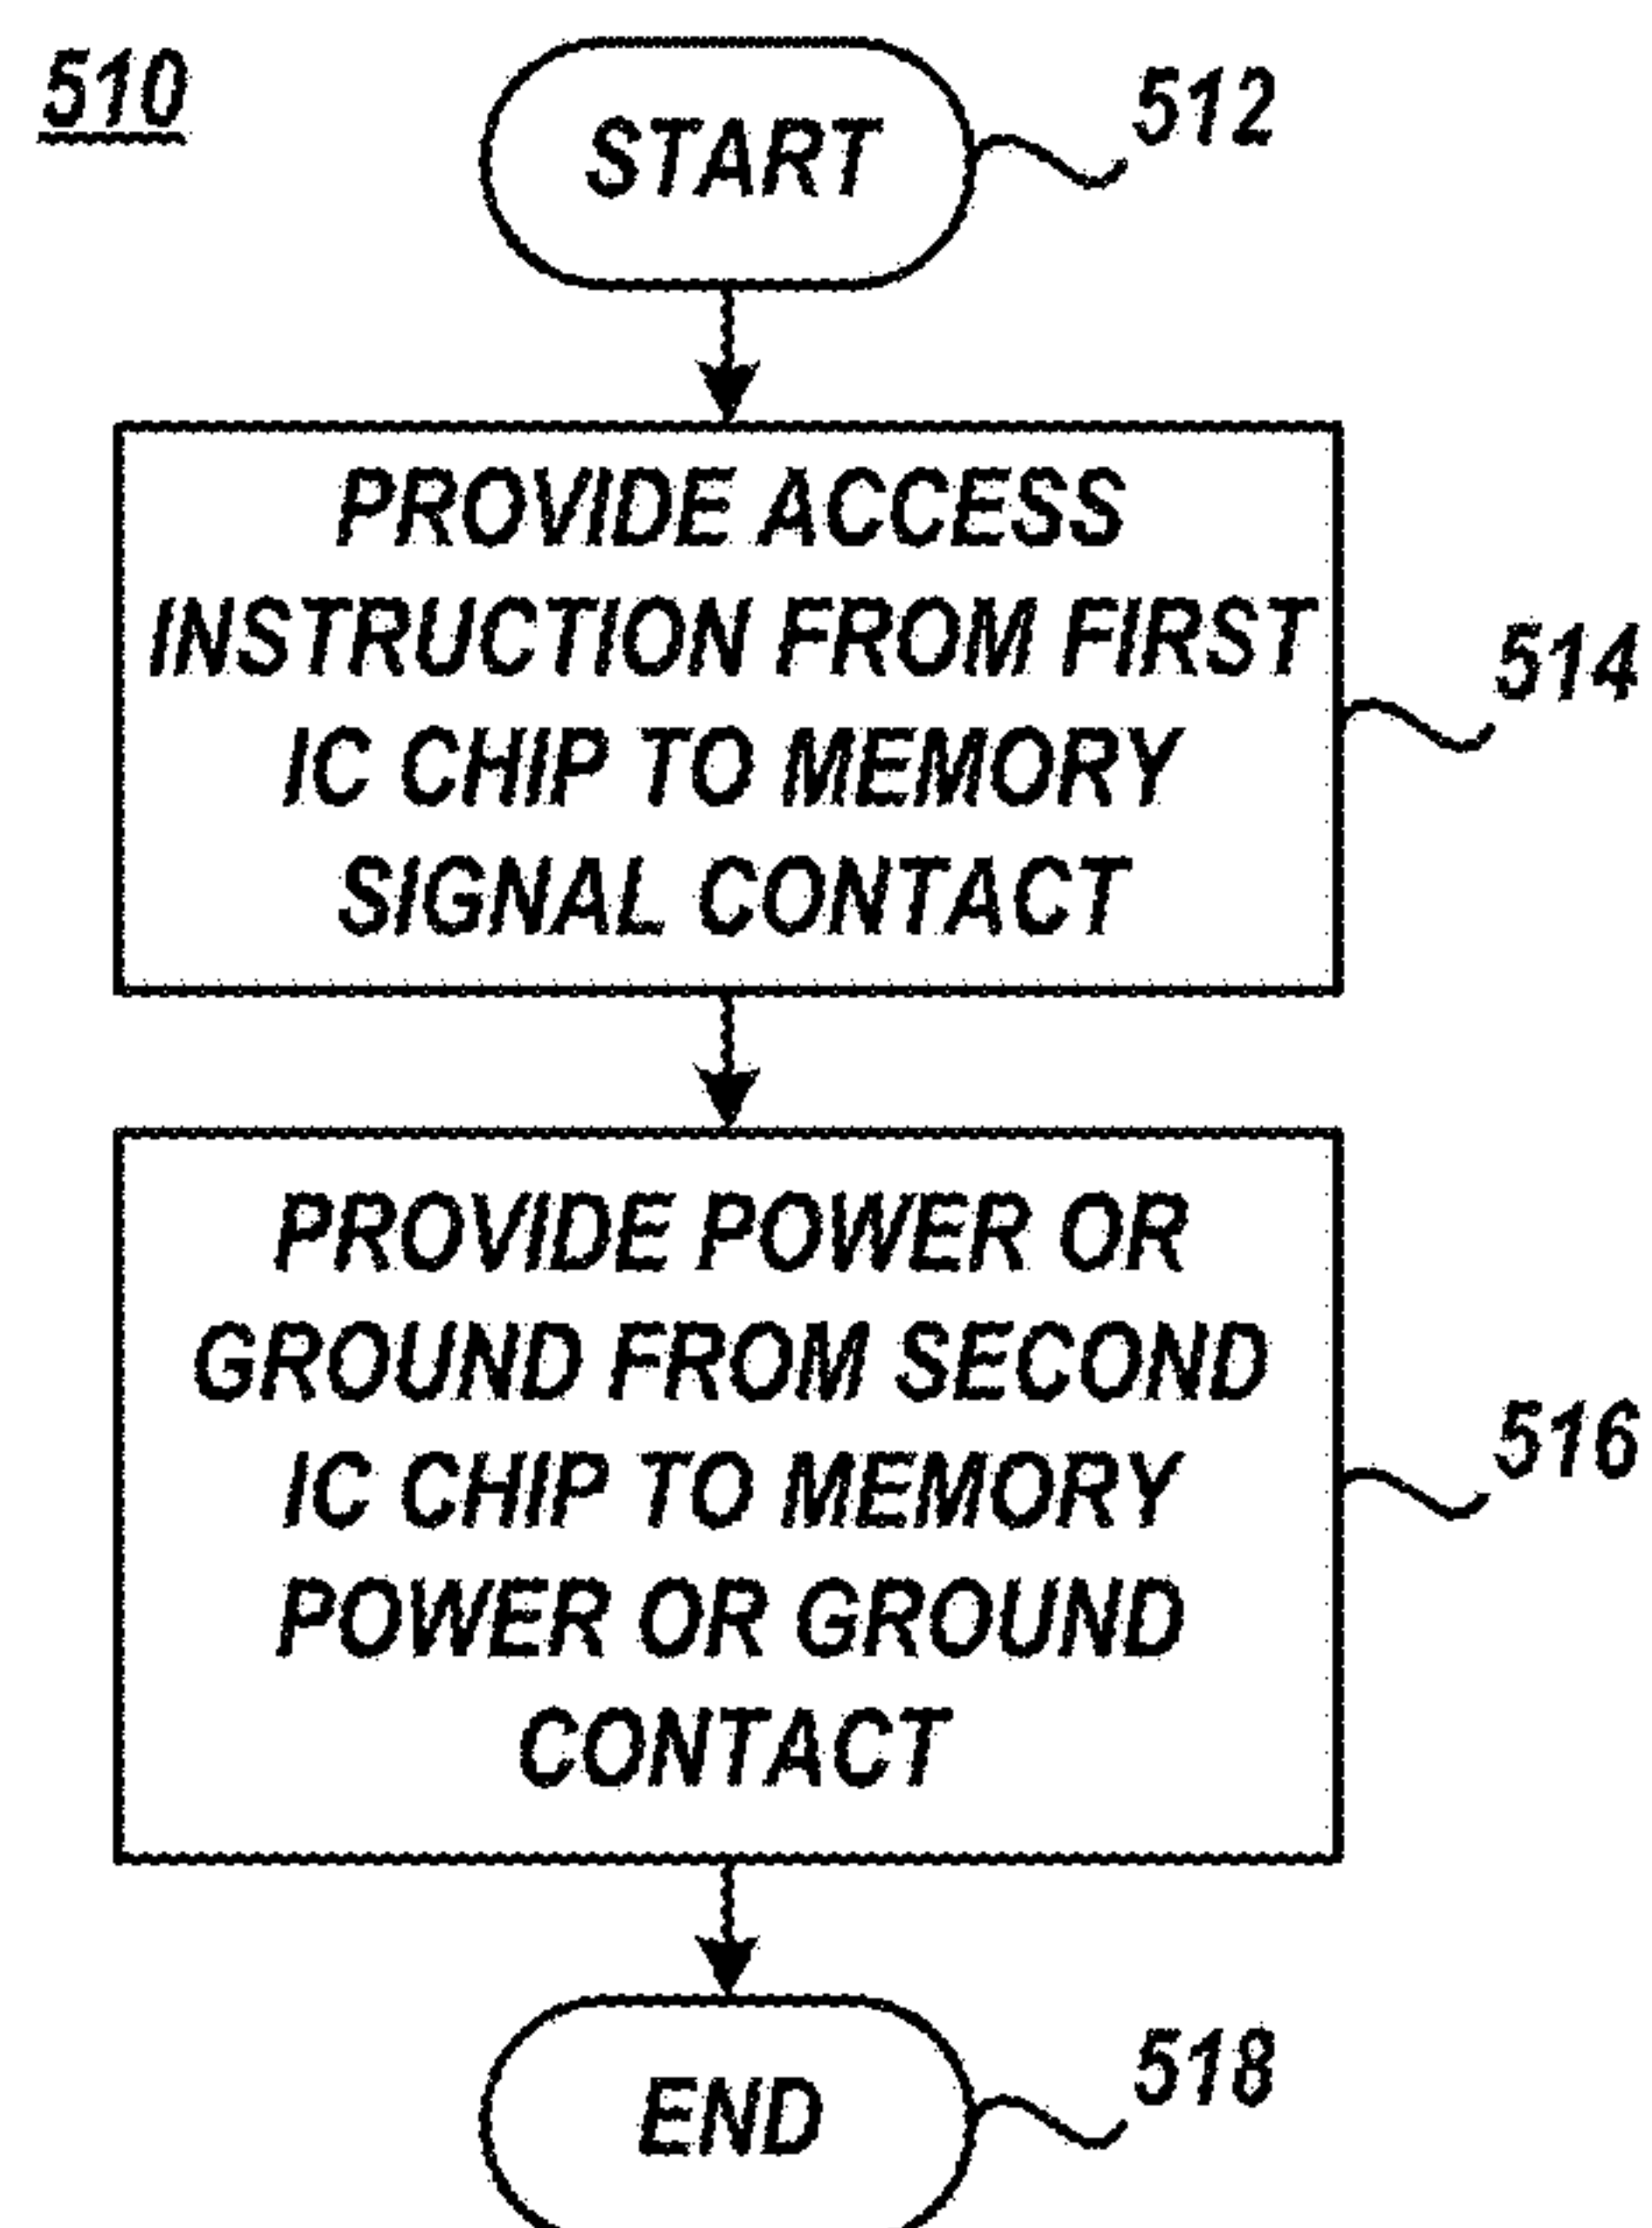 510
START
512
PROVIDE ACCESS
INSTRUCTION FROM FIRST
IC CHIP TO MEMORY
SIGNAL CONTACT
514
PROVIDE POWER OR
GROUND FROM SECOND
IC CHIP TO MEMORY
POWER OR GROUND
CONTACT
516
END
518